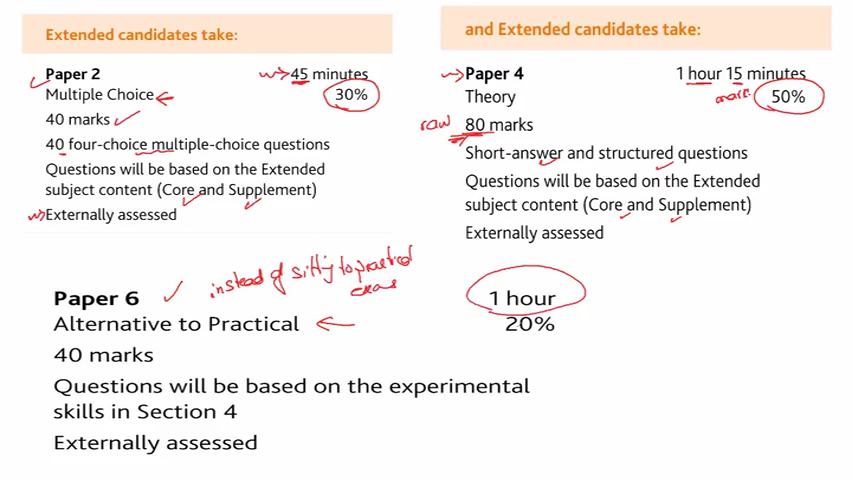 Extended candidates take:
Paper 2 45 minutes
Multiple Choice 30%
40 marks
40 four-choice multiple-choice questions
Questions will be based on the Extended
subject content (Core and Supplement)
Externally assessed
and Extended candidates take:
Paper 4 1 hour 15 minutes
Theory mark 50%
raw 80 marks
Short-answer and structured questions
Questions will be based on the Extended
subject content (Core and Supplement)
Externally assessed
instead of sitting to practical
exam
Paper 6 1 hour
Alternative to Practical 20%
40 marks
Questions will be based on the experimental
skills in Section 4
Externally assessed